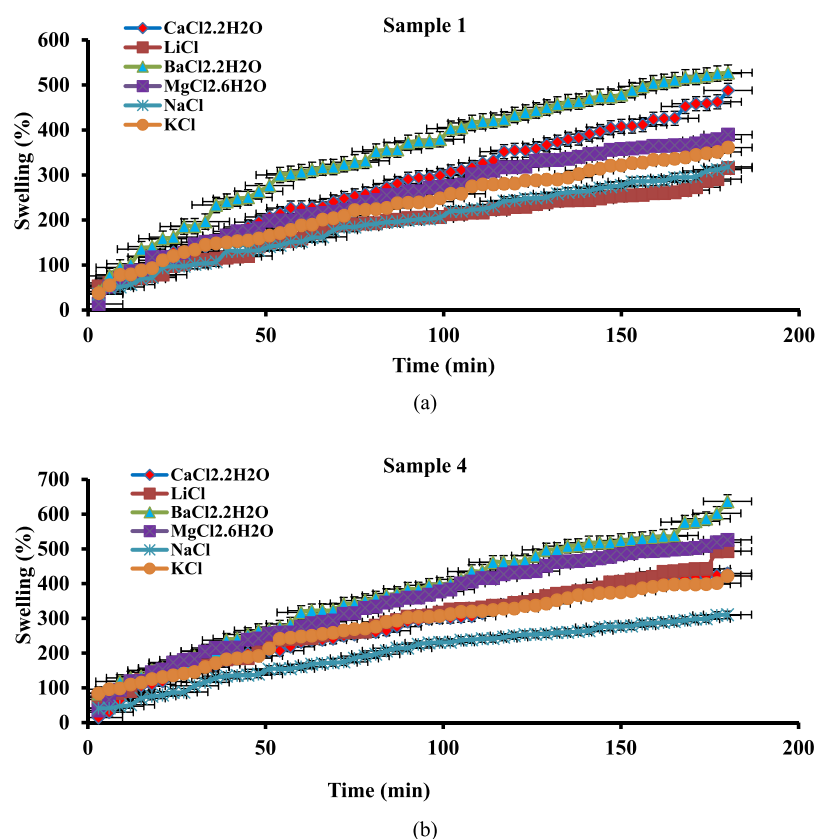 (a)
Sample 1
CaCl2.2H2O
LiCl
BaCl2.2H2O
MgCl2.6H2O
NaCl
KCl
Swelling (%)
600
500
400
300
200
100
0
0 50 100 150 200
Time (min)
(a)
Sample 4
CaCl2.2H2O
LiCl
BaCl2.2H2O
MgCl2.6H2O
NaCl
KCl
Swelling (%)
700
600
500
400
300
200
100
0
0 50 100 150 200
Time (min)
(b)